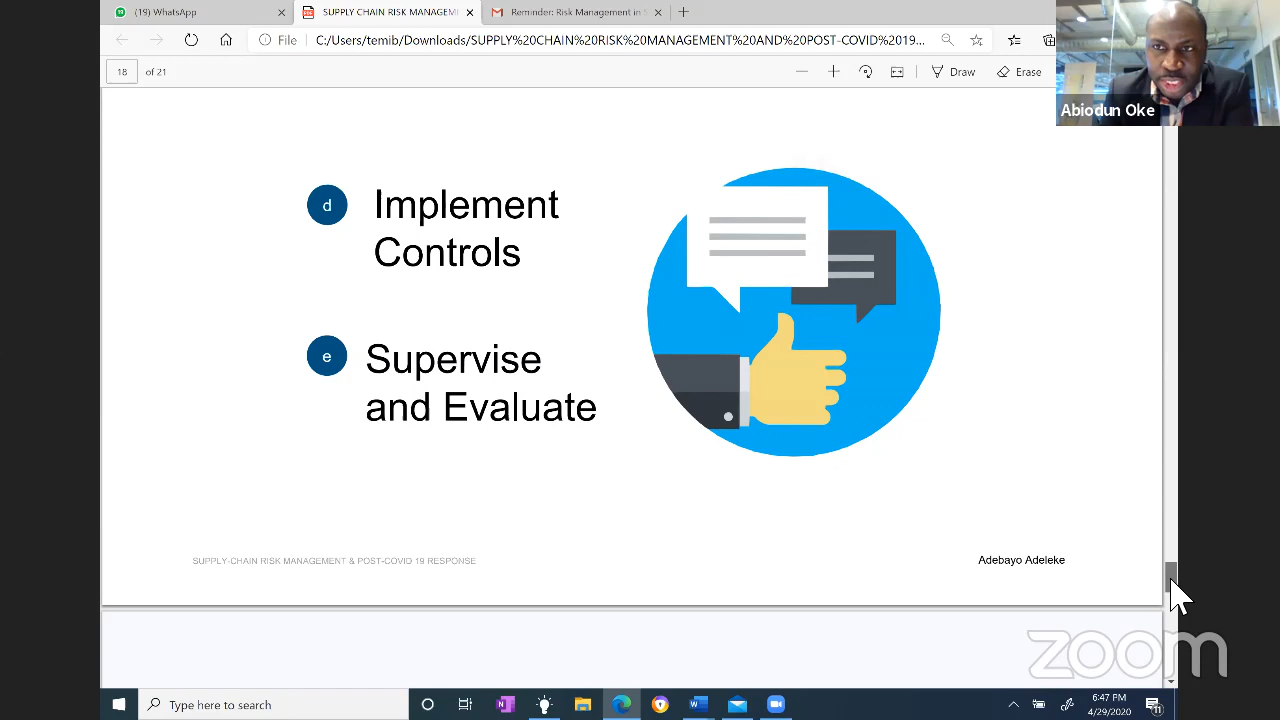 (19) WhatsApp
SUPPLY CHAIN RISK MANAGEM
Reminder: Risk Management in
File
C:/Users/temib/Downloads/SUPPLY%20CHAIN%20RISK%20MANAGEMENT%20AND%20POST-COVID%2019...
18 of 21
Draw
Erase
Abiodun Oke
d
Implement
Controls
e
Supervise
and Evaluate
SUPPLY-CHAIN RISK MANAGEMENT & POST-COVID 19 RESPONSE
Adebayo Adeleke
zoom
Type here to search
6:47 PM
4/29/2020